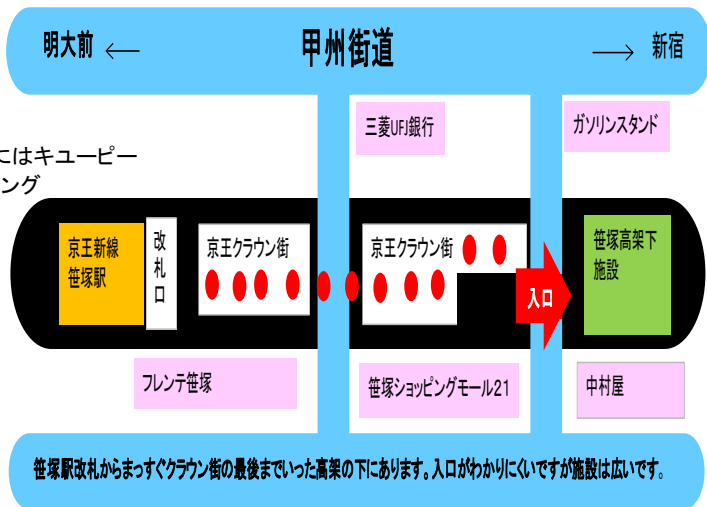 明大前 ←
甲州街道
→ 新宿
三菱UFJ銀行
ガソリンスタンド
にはキユーピー
ング
京王新線
笹塚駅
改
札
口
京王クラウン街
京王クラウン街
入口
笹塚高架下
施設
フレンテ笹塚
笹塚ショッピングモール21
中村屋
笹塚駅改札からまっすぐクラウン街の最後までいった高架の下にあります。入口がわかりにくいですが施設は広いです。